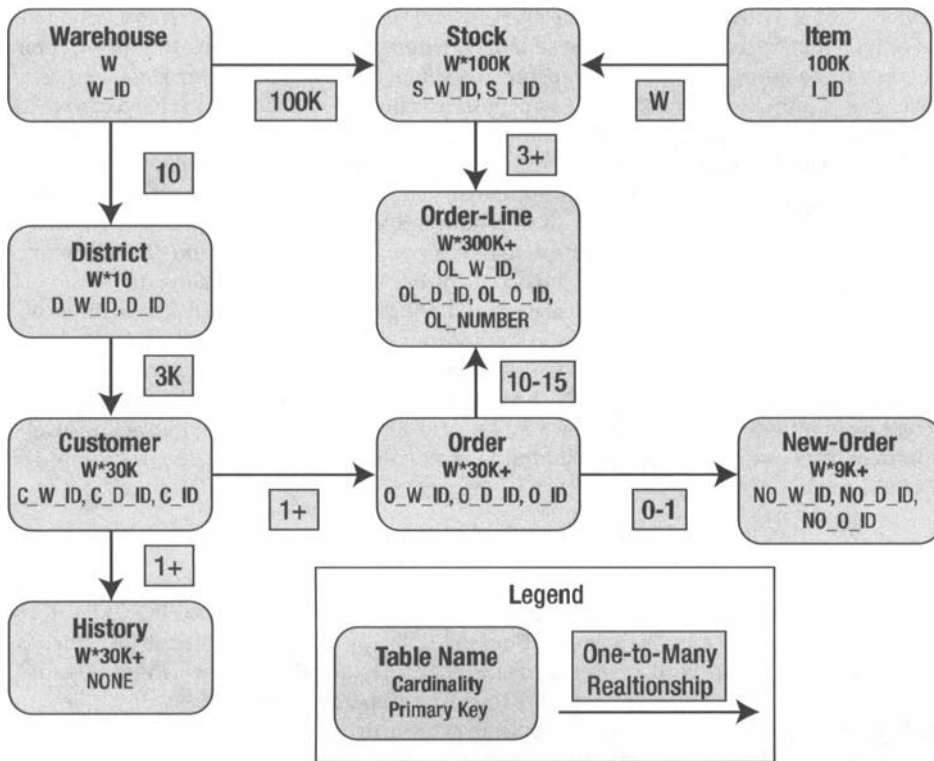 Warehouse
W
W_ID
100K
Stock
W*100K
S_W_ID, S_I_ID
W
Item
100K
I_ID
10
3+
District
W*10
D_W_ID, D_ID
Order-Line
W*300K+
OL_W_ID,
OL_D_ID, OL_O_ID,
OL_NUMBER
3K
10-15
Customer
W*30K
C_W_ID, C_D_ID, C_ID
1+
Order
W*30K+
O_W_ID, O_D_ID, O_ID
0-1
New-Order
W*9K+
NO_W_ID, NO_D_ID,
NO_O_ID
1+
History
W*30K+
NONE
Legend
Table Name
Cardinality
Primary Key
One-to-Many
Realtionship